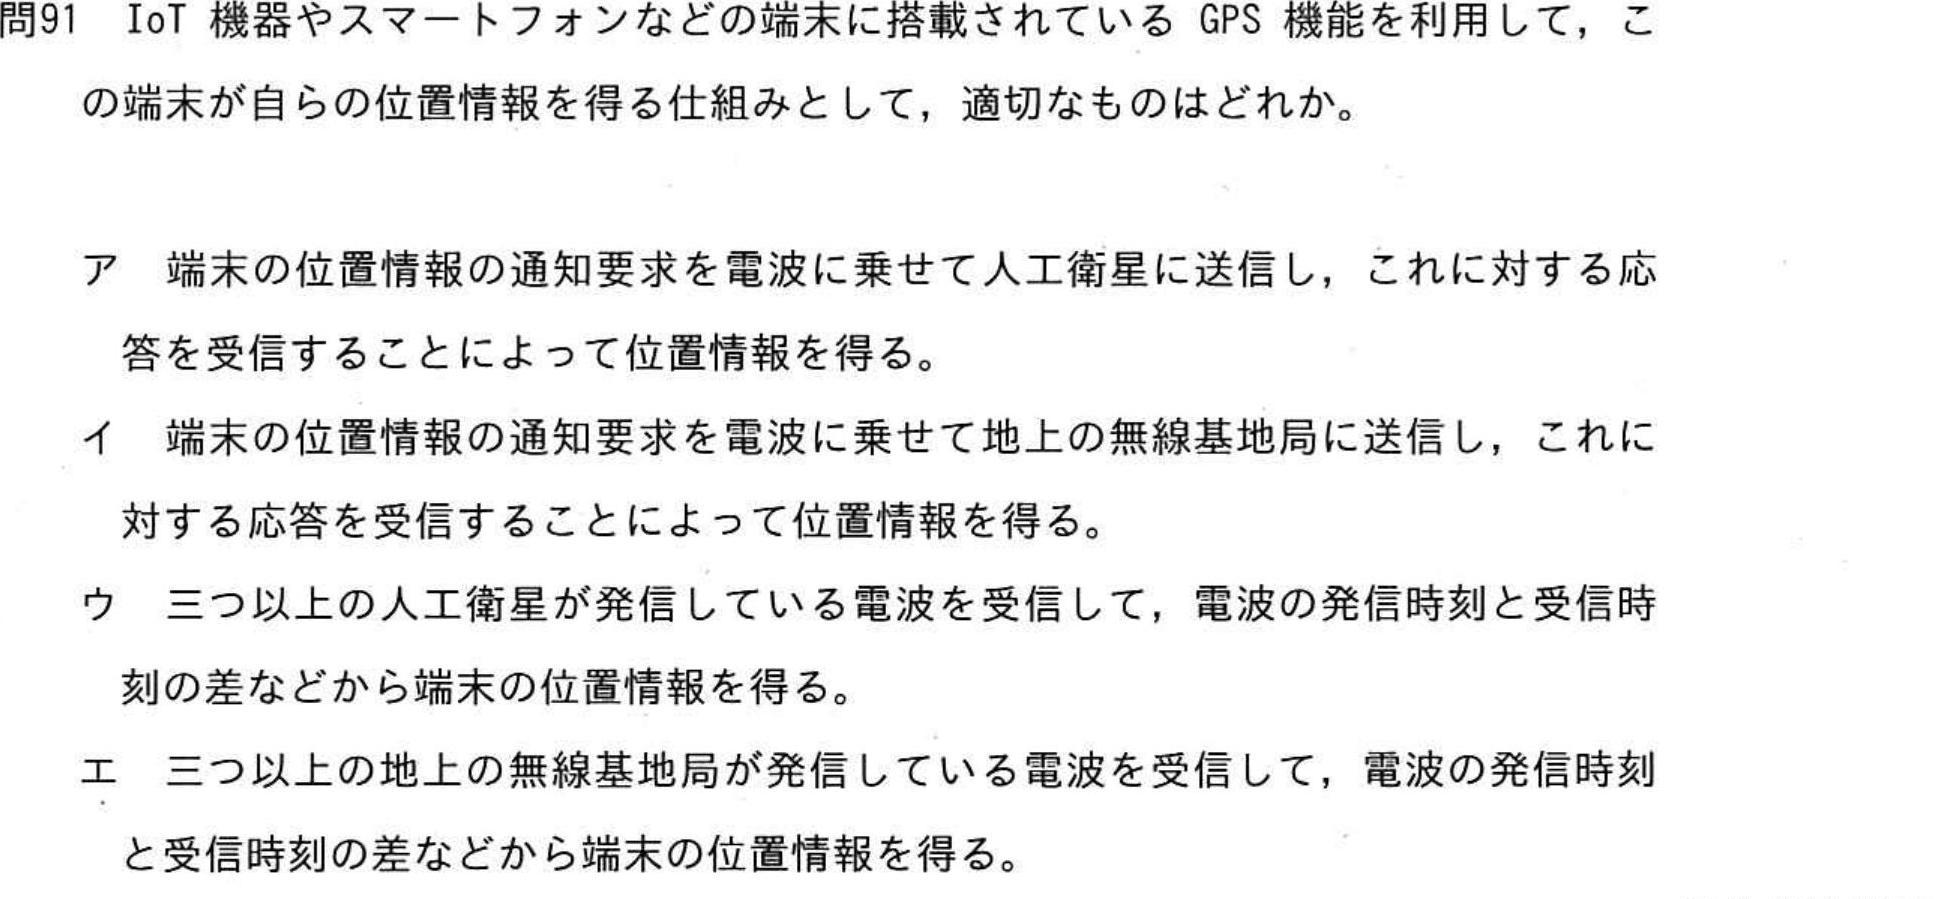 問91 IoT 機器やスマートフォンなどの端末に搭載されている GPS 機能を利用して，こ
の端末が自らの位置情報を得る仕組みとして，適切なものはどれか。
ア 端末の位置情報の通知要求を電波に乗せて人工衛星に送信し，これに対する応
答を受信することによって位置情報を得る。
イ 端末の位置情報の通知要求を電波に乗せて地上の無線基地局に送信し，これに
対する応答を受信することによって位置情報を得る。
ウ 三つ以上の人工衛星が発信している電波を受信して，電波の発信時刻と受信時
刻の差などから端末の位置情報を得る。
エ 三つ以上の地上の無線基地局が発信している電波を受信して，電波の発信時刻
と受信時刻の差などから端末の位置情報を得る。